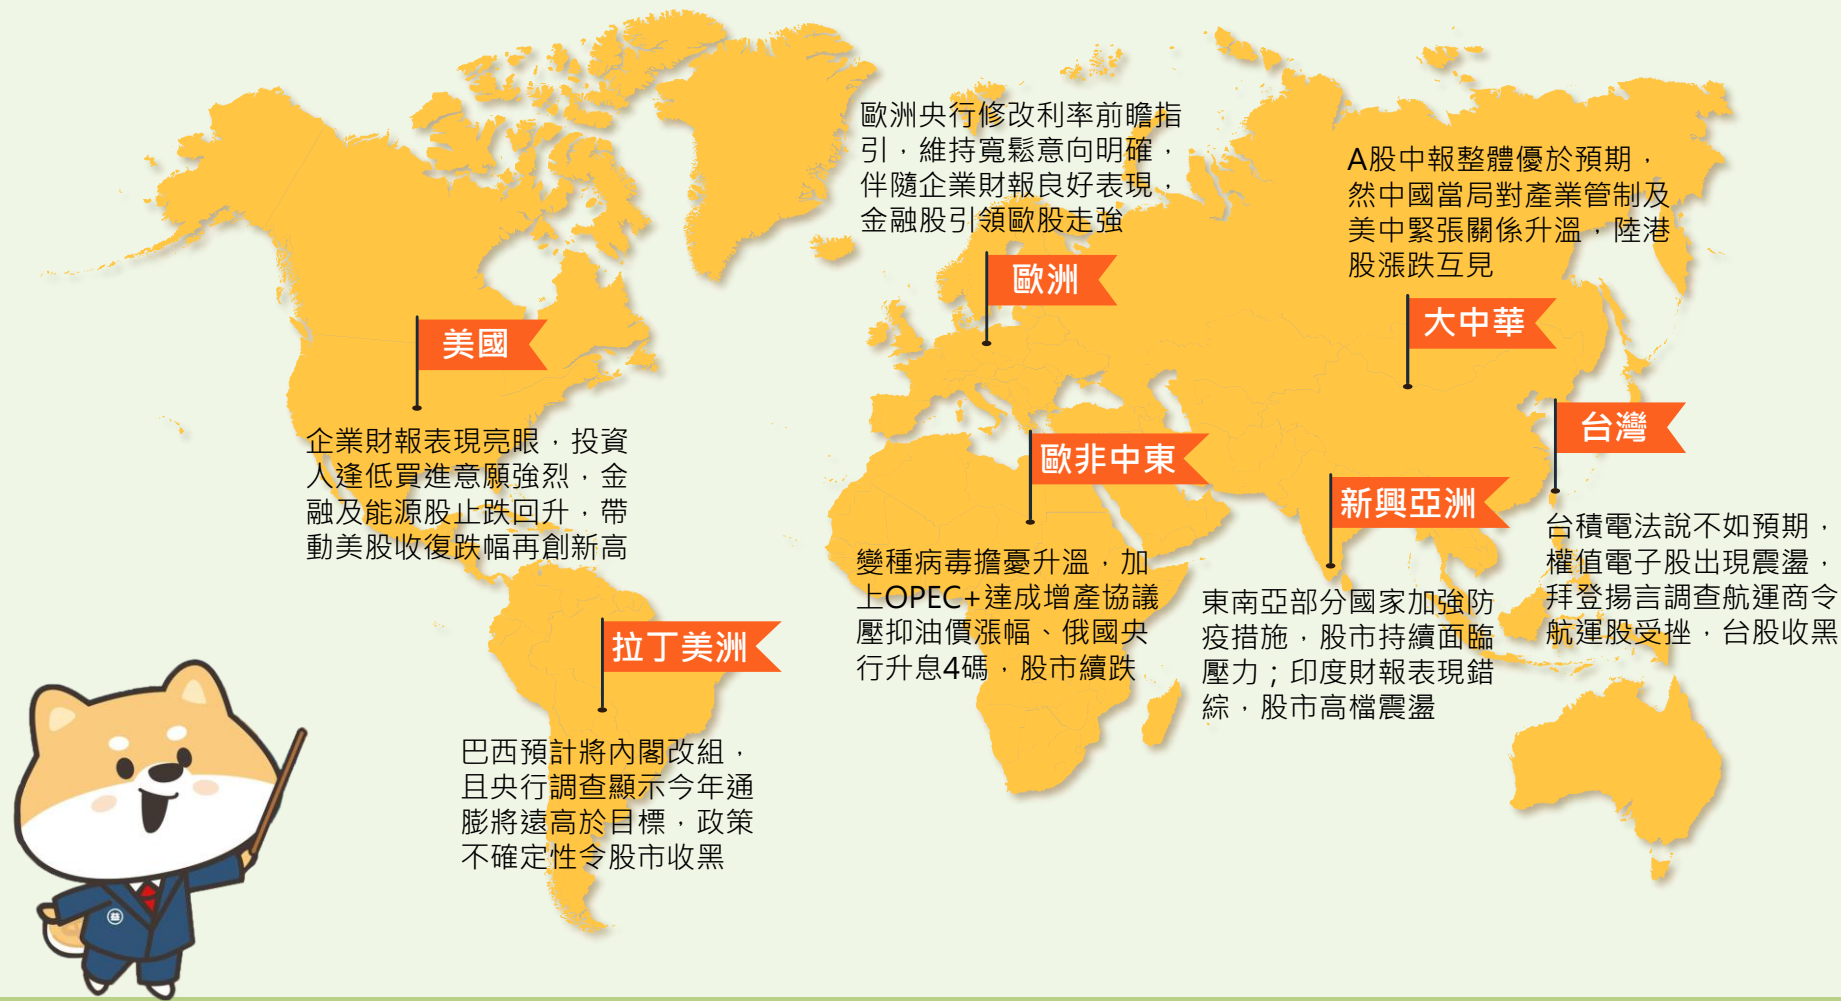 歐洲央行修改利率前瞻指
引，維持寬鬆意向明確，
伴隨企業財報良好表現，
金融股引領歐股走強
歐洲
A股中報整體優於預期，
然中國當局對產業管制及
美中緊張關係升溫，陸港
股漲跌互見
大中華
美國
企業財報表現亮眼，投資
人逢低買進意願強烈，金
融及能源股止跌回升，帶
動美股收復跌幅再創新高
歐非中東
變種病毒擔憂升溫，加
上OPEC+達成增產協議
壓抑油價漲幅、俄國央
行升息4碼，股市續跌
新興亞洲
東南亞部分國家加強防
疫措施，股市持續面臨
壓力；印度財報表現錯
綜，股市高檔震盪
台灣
台積電法說不如預期，
權值電子股出現震盪，
拜登揚言調查航運商令
航運股受挫，台股收黑
拉丁美洲
巴西預計將內閣改組，
且央行調查顯示今年通
膨將遠高於目標，政策
不確定性令股市收黑